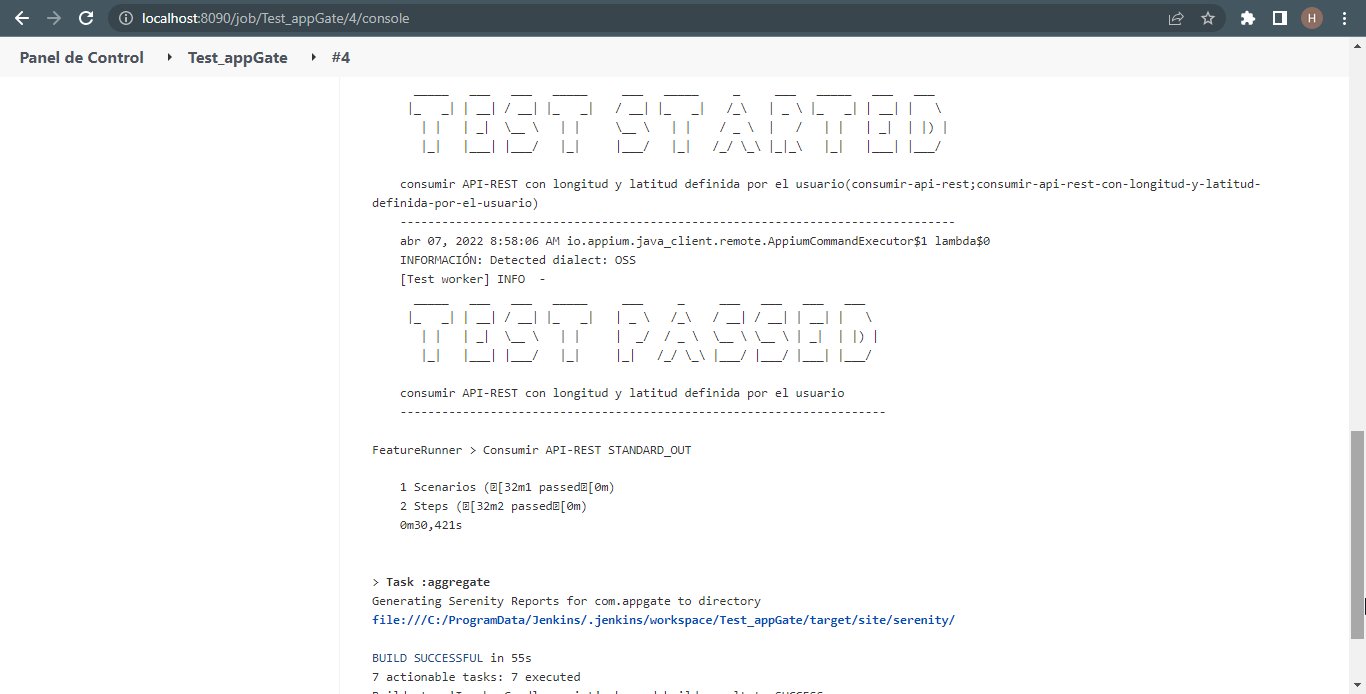 localhost:8090/job/Test_appGate/4/console
H
Panel de Control Test_appGate #4
TEST STARTED
consumir API-REST con longitud y latitud definida por el usuario(consumir-api-rest;consumir-api-rest-con-longitud-y-latitud-
definida-por-el-usuario)
--------------------------------------------------------------------------------
abr 07, 2022 8:58:06 AM io.appium.java_client.remote.AppiumCommandExecutor$1 lambda$0
INFORMACIÓN: Detected dialect: OSS
[Test worker] INFO -
TEST PASSED
consumir API-REST con longitud y latitud definida por el usuario
----------------------------------------------------------------------
FeatureRunner > Consumir API-REST STANDARD_OUT
1 Scenarios ([32m1 passed[0m)
2 Steps ([32m2 passed[0m)
0m30,421s
> Task :aggregate
Generating Serenity Reports for com.appgate to directory
file:///C:/ProgramData/Jenkins/.jenkins/workspace/Test_appGate/target/site/serenity/
BUILD SUCCESSFUL in 55s
7 actionable tasks: 7 executed